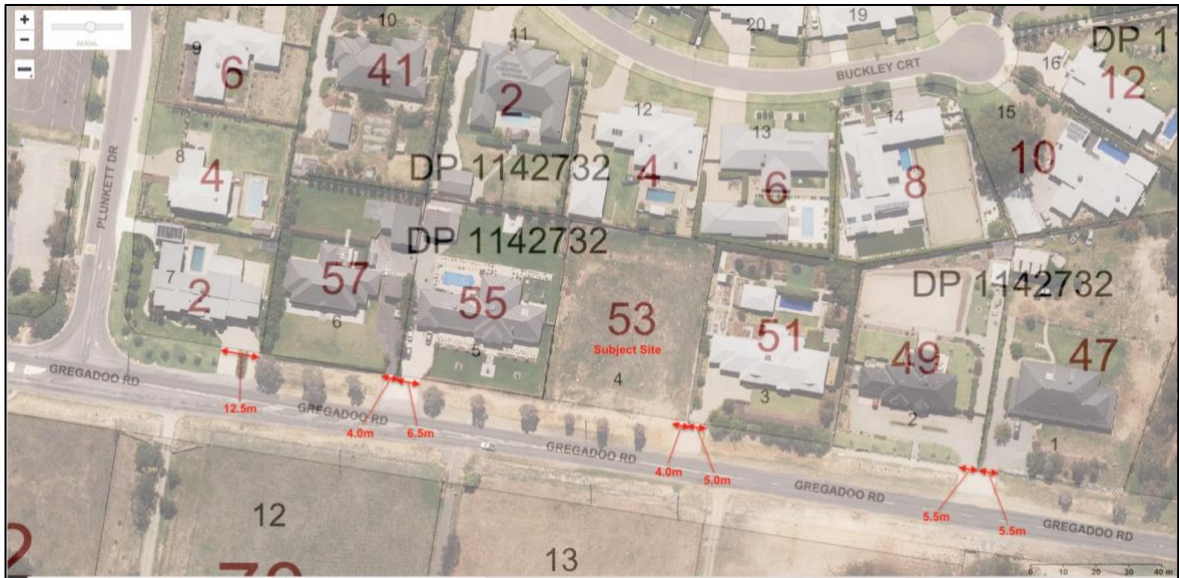 +
−
AERIAL
9
6
10
41
11
2
20
19
BUCKLEY CRT
16
DP 11
12
PLUNKETT DR
8
4
DP 1142732
12
4
13
6
14
8
15
10
7
2
57
6
DP 1142732
55
5
53
Subject Site
4
51
3
DP 1142732
49
2
47
1
GREGADOO RD
12.5m
GREGADOO RD
4.0m
6.5m
GREGADOO RD
4.0m
5.0m
GREGADOO RD
5.5m
5.5m
GREGADOO RD
2
12
13
0 10 20 30 40 m